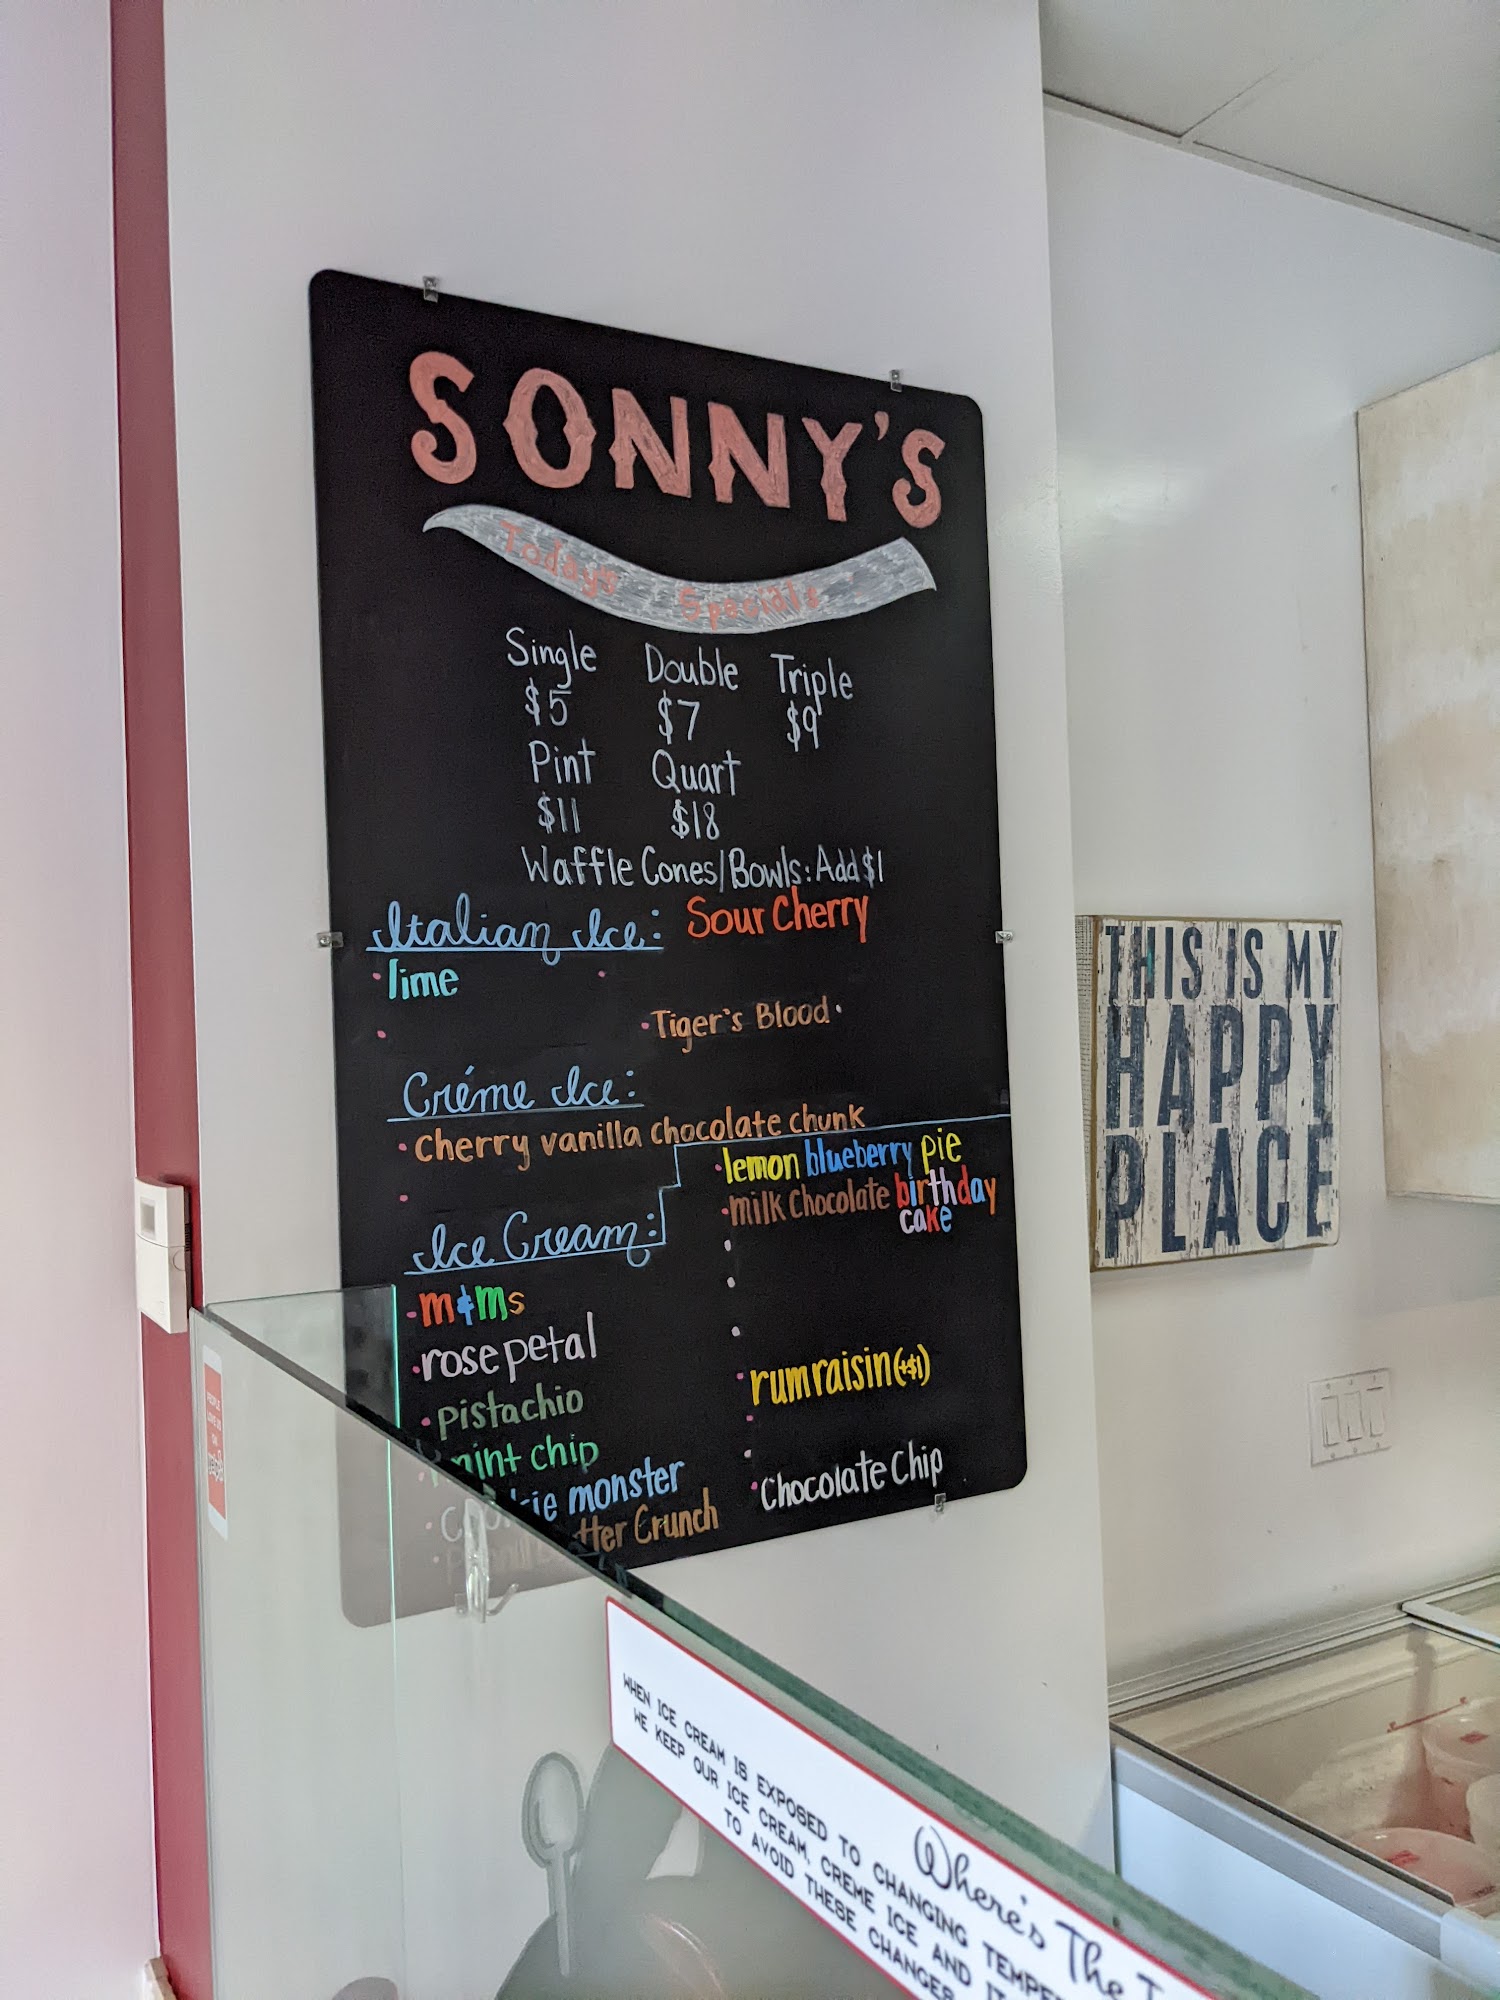 SONNY'S
Today's Specials
Single Double Triple
$5 $7 $9
Pint Quart
$11 $18
Waffle Cones/Bowls: Add $1
Italian Ice: Sour Cherry
• lime
• Tiger's Blood •
Créme Ice:
• cherry vanilla chocolate chunk
Ice Cream:
• m&ms
• rose petal
• pistachio
• mint chip
• cookie monster
• Peanut Butter Crunch
• lemon blueberry pie
• milk Chocolate birthday
cake
• rum raisin (+$1)
• Chocolate Chip
THIS IS MY
HAPPY
PLACE
Where's The
WHEN ICE CREAM IS EXPOSED TO CHANGING
WE KEEP OUR ICE CREAM, CREME ICE AND
TO AVOID THESE CHANGES